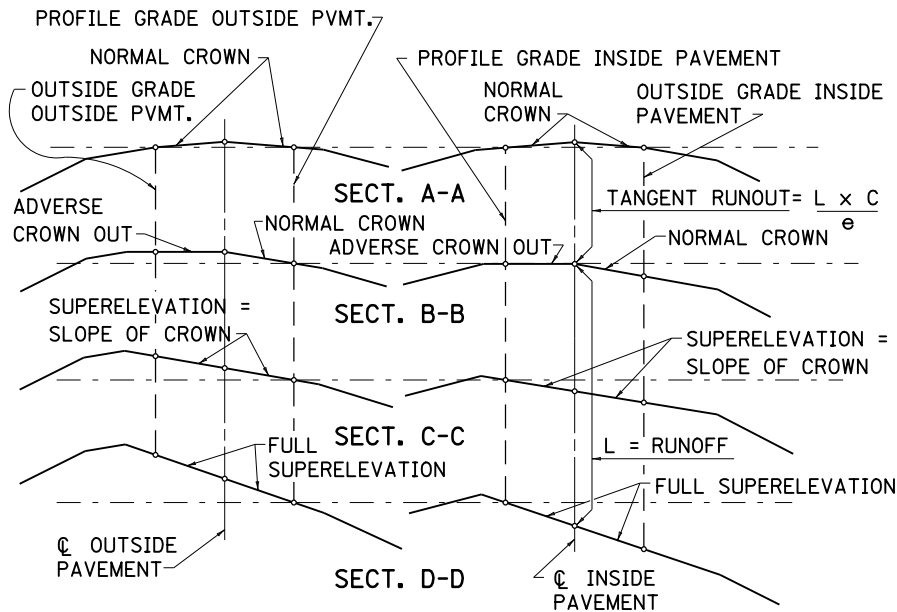 PROFILE GRADE OUTSIDE PVMT.
NORMAL CROWN
OUTSIDE GRADE
OUTSIDE PVMT.
PROFILE GRADE INSIDE PAVEMENT
NORMAL
CROWN
OUTSIDE GRADE INSIDE
PAVEMENT
SECT. A-A
TANGENT RUNOUT= L x C
e
ADVERSE
CROWN OUT
NORMAL CROWN
ADVERSE CROWN OUT
NORMAL CROWN
SECT. B-B
SUPERELEVATION =
SLOPE OF CROWN
SUPERELEVATION =
SLOPE OF CROWN
SECT. C-C
FULL
SUPERELEVATION
L = RUNOFF
FULL SUPERELEVATION
℄ OUTSIDE
PAVEMENT
SECT. D-D
℄ INSIDE
PAVEMENT